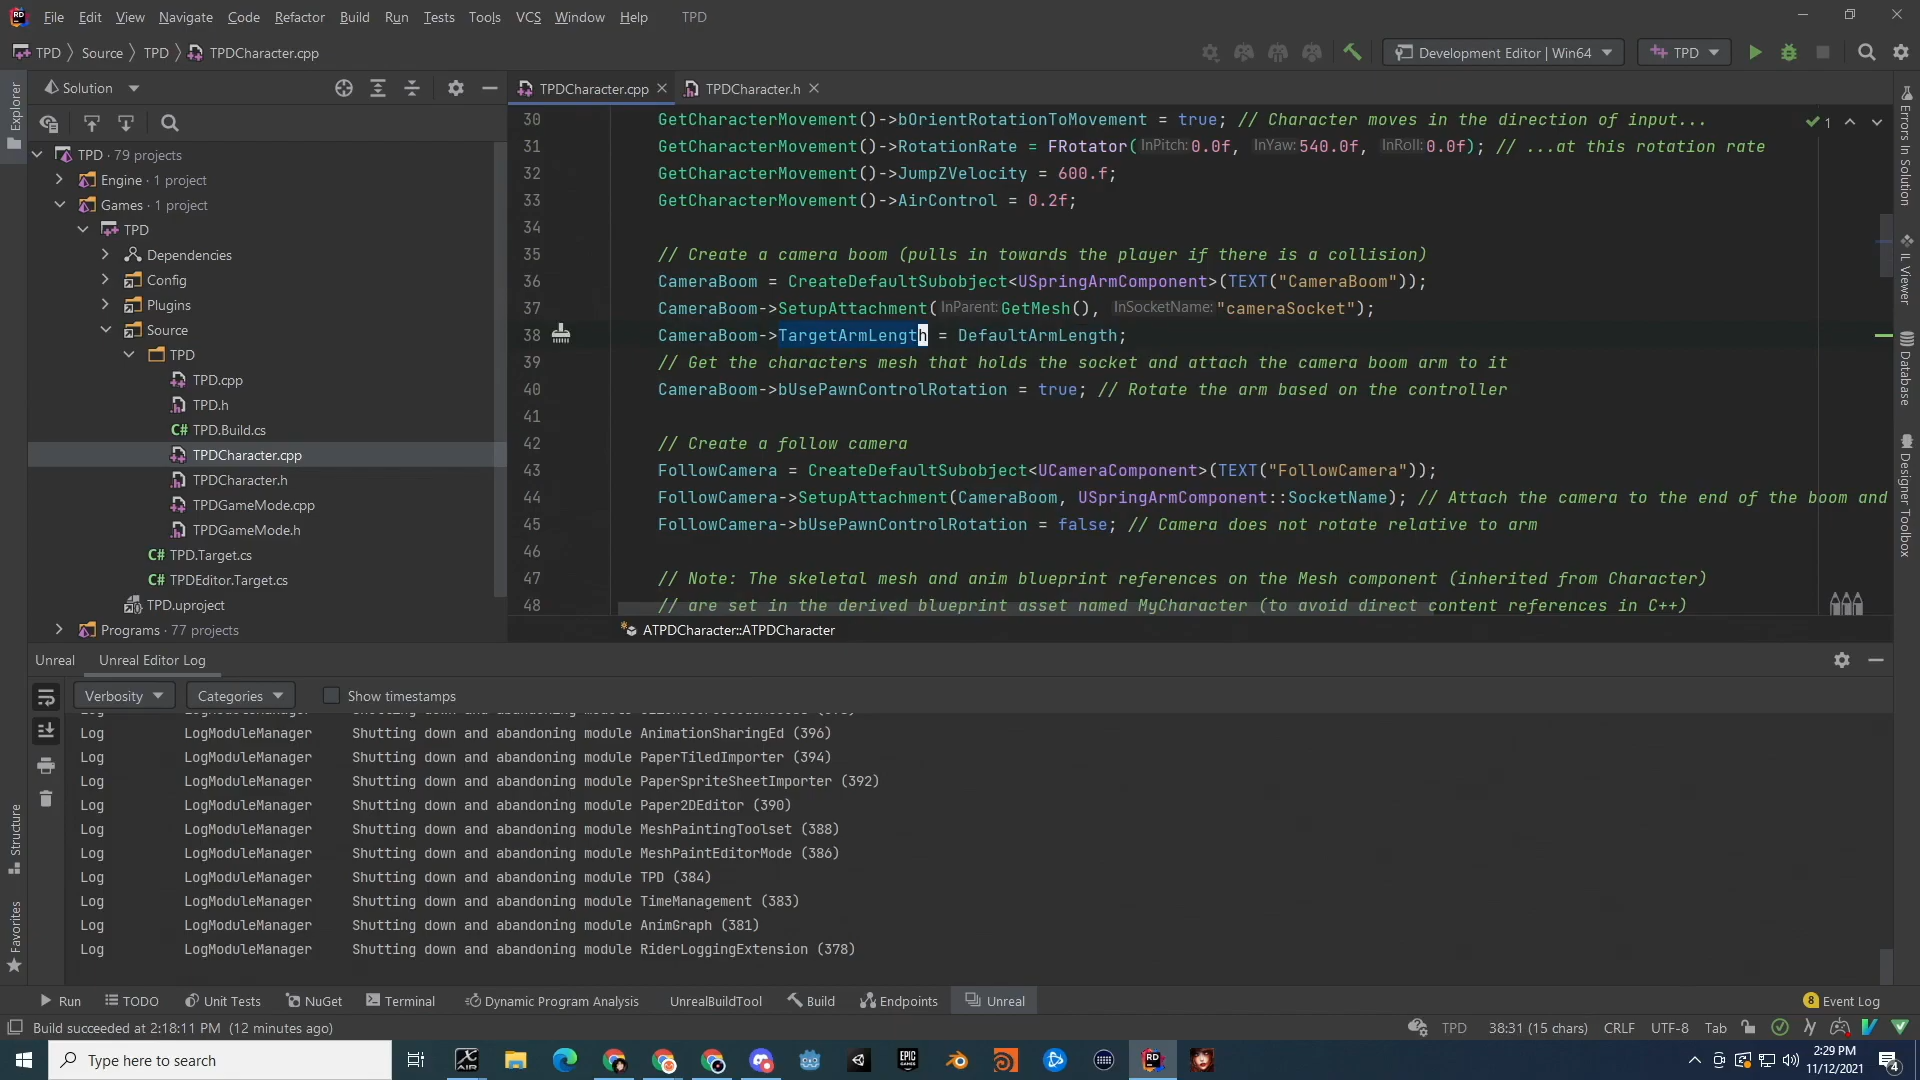 File Edit View Navigate Code Refactor Build Run Tests Tools VCS Window Help TPD
TPD Source TPD TPDCharacter.cpp Development Editor | Win64 TPD
Explorer
Solution
TPDCharacter.cpp TPDCharacter.h
TPD · 79 projects
Engine · 1 project
Games · 1 project
TPD
Dependencies
Config
Plugins
Source
TPD
TPD.cpp
TPD.h
TPD.Build.cs
TPDCharacter.cpp
TPDCharacter.h
TPDGameMode.cpp
TPDGameMode.h
TPD.Target.cs
TPDEditor.Target.cs
TPD.uproject
Programs · 77 projects
30 GetCharacterMovement()->bOrientRotationToMovement = true; // Character moves in the direction of input...
1
31 GetCharacterMovement()->RotationRate = FRotator( InPitch: 0.0f, InYaw: 540.0f, InRoll: 0.0f); // ...at this rotation rate
32 GetCharacterMovement()->JumpZVelocity = 600.f;
33 GetCharacterMovement()->AirControl = 0.2f;
34
35 // Create a camera boom (pulls in towards the player if there is a collision)
36 CameraBoom = CreateDefaultSubobject<USpringArmComponent>(TEXT("CameraBoom"));
37 CameraBoom->SetupAttachment( InParent: GetMesh(), InSocketName: "cameraSocket");
38 CameraBoom->TargetArmLength = DefaultArmLength;
39 // Get the characters mesh that holds the socket and attach the camera boom arm to it
40 CameraBoom->bUsePawnControlRotation = true; // Rotate the arm based on the controller
41
42 // Create a follow camera
43 FollowCamera = CreateDefaultSubobject<UCameraComponent>(TEXT("FollowCamera"));
44 FollowCamera->SetupAttachment(CameraBoom, USpringArmComponent::SocketName); // Attach the camera to the end of the boom and
45 FollowCamera->bUsePawnControlRotation = false; // Camera does not rotate relative to arm
46
47 // Note: The skeletal mesh and anim blueprint references on the Mesh component (inherited from Character)
48 // are set in the derived blueprint asset named MyCharacter (to avoid direct content references in C++)
ATPDCharacter::ATPDCharacter
Errors In Solution
IL Viewer
Database
Designer Toolbox
Unreal Unreal Editor Log
Verbosity Categories Show timestamps
Log LogModuleManager Shutting down and abandoning module AnimationSharingEd (396)
Log LogModuleManager Shutting down and abandoning module PaperTiledImporter (394)
Log LogModuleManager Shutting down and abandoning module PaperSpriteSheetImporter (392)
Log LogModuleManager Shutting down and abandoning module Paper2DEditor (390)
Log LogModuleManager Shutting down and abandoning module MeshPaintingToolset (388)
Log LogModuleManager Shutting down and abandoning module MeshPaintEditorMode (386)
Log LogModuleManager Shutting down and abandoning module TPD (384)
Log LogModuleManager Shutting down and abandoning module TimeManagement (383)
Log LogModuleManager Shutting down and abandoning module AnimGraph (381)
Log LogModuleManager Shutting down and abandoning module RiderLoggingExtension (378)
Structure
Favorites
Run TODO Unit Tests NuGet Terminal Dynamic Program Analysis UnrealBuildTool Build Endpoints Unreal 8 Event Log
Build succeeded at 2:18:11 PM (12 minutes ago) TPD 38:31 (15 chars) CRLF UTF-8 Tab
Type here to search
2:29 PM
11/12/2021
4